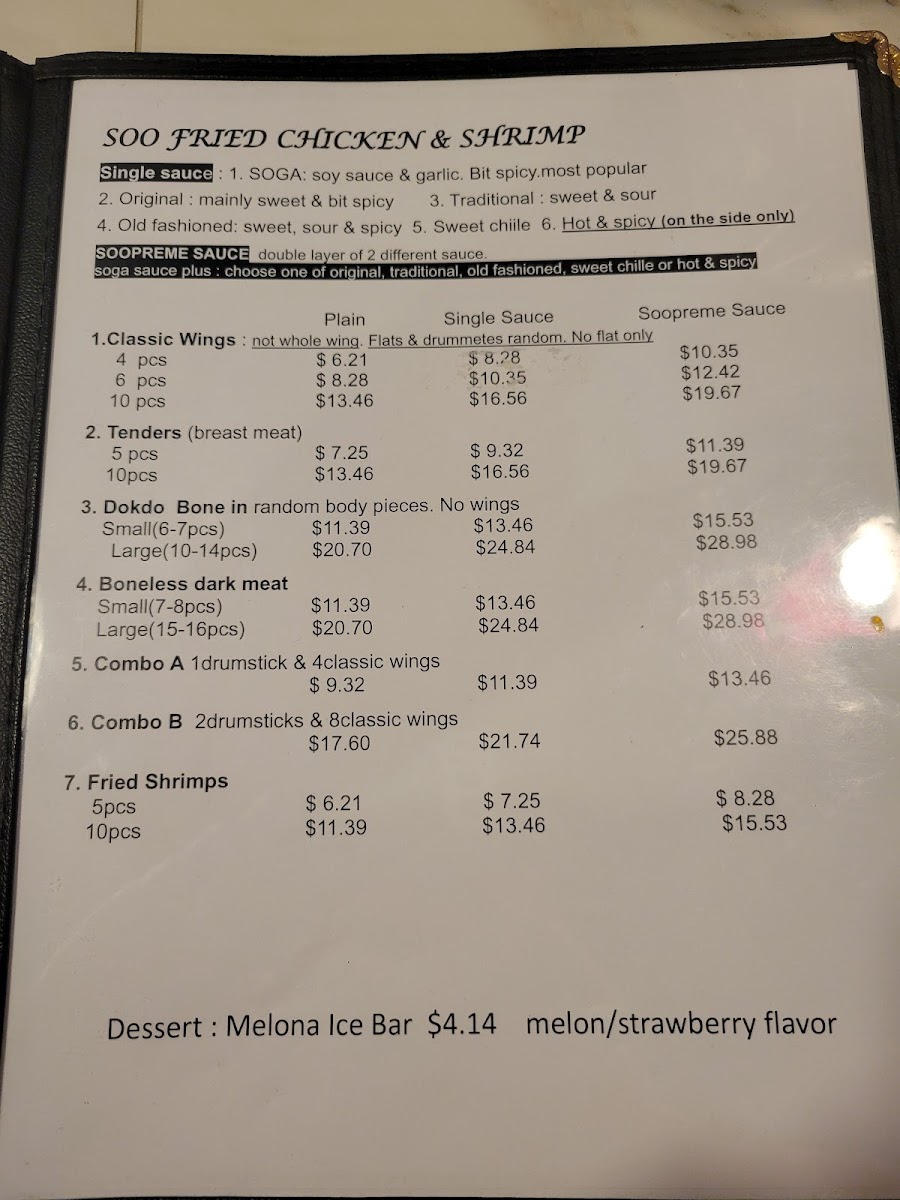 SOO FRIED CHICKEN & SHRIMP
Single sauce : 1. SOGA: soy sauce & garlic. Bit spicy.most popular
2. Original : mainly sweet & bit spicy 3. Traditional : sweet & sour
4. Old fashioned: sweet, sour & spicy 5. Sweet chiile 6. Hot & spicy (on the side only)
SOOPREME SAUCE double layer of 2 different sauce.
soga sauce plus : choose one of original, traditional, old fashioned, sweet chille or hot & spicy
Plain Single Sauce Soopreme Sauce
1.Classic Wings : not whole wing. Flats & drummetes random. No flat only
4 pcs $ 6.21 $ 8.28 $10.35
6 pcs $ 8.28 $10.35 $12.42
10 pcs $13.46 $16.56 $19.67
2. Tenders (breast meat)
5 pcs $ 7.25 $ 9.32 $11.39
10pcs $13.46 $16.56 $19.67
3. Dokdo Bone in random body pieces. No wings
Small(6-7pcs) $11.39 $13.46 $15.53
Large(10-14pcs) $20.70 $24.84 $28.98
4. Boneless dark meat
Small(7-8pcs) $11.39 $13.46 $15.53
Large(15-16pcs) $20.70 $24.84 $28.98
5. Combo A 1drumstick & 4classic wings
$ 9.32 $11.39 $13.46
6. Combo B 2drumsticks & 8classic wings
$17.60 $21.74 $25.88
7. Fried Shrimps
5pcs $ 6.21 $ 7.25 $ 8.28
10pcs $11.39 $13.46 $15.53
Dessert : Melona Ice Bar $4.14 melon/strawberry flavor